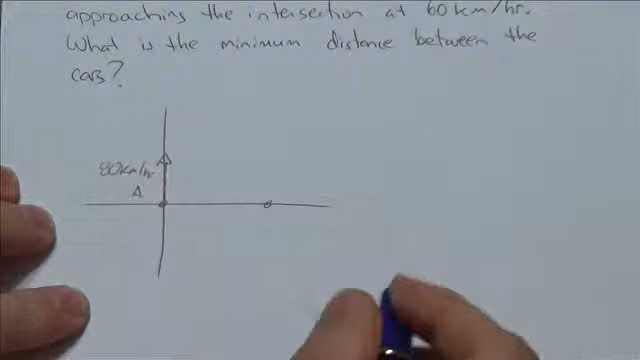 approaching the intersection at 60 km/hr.
What is the minimum distance between the
cars?
80km/hr
A